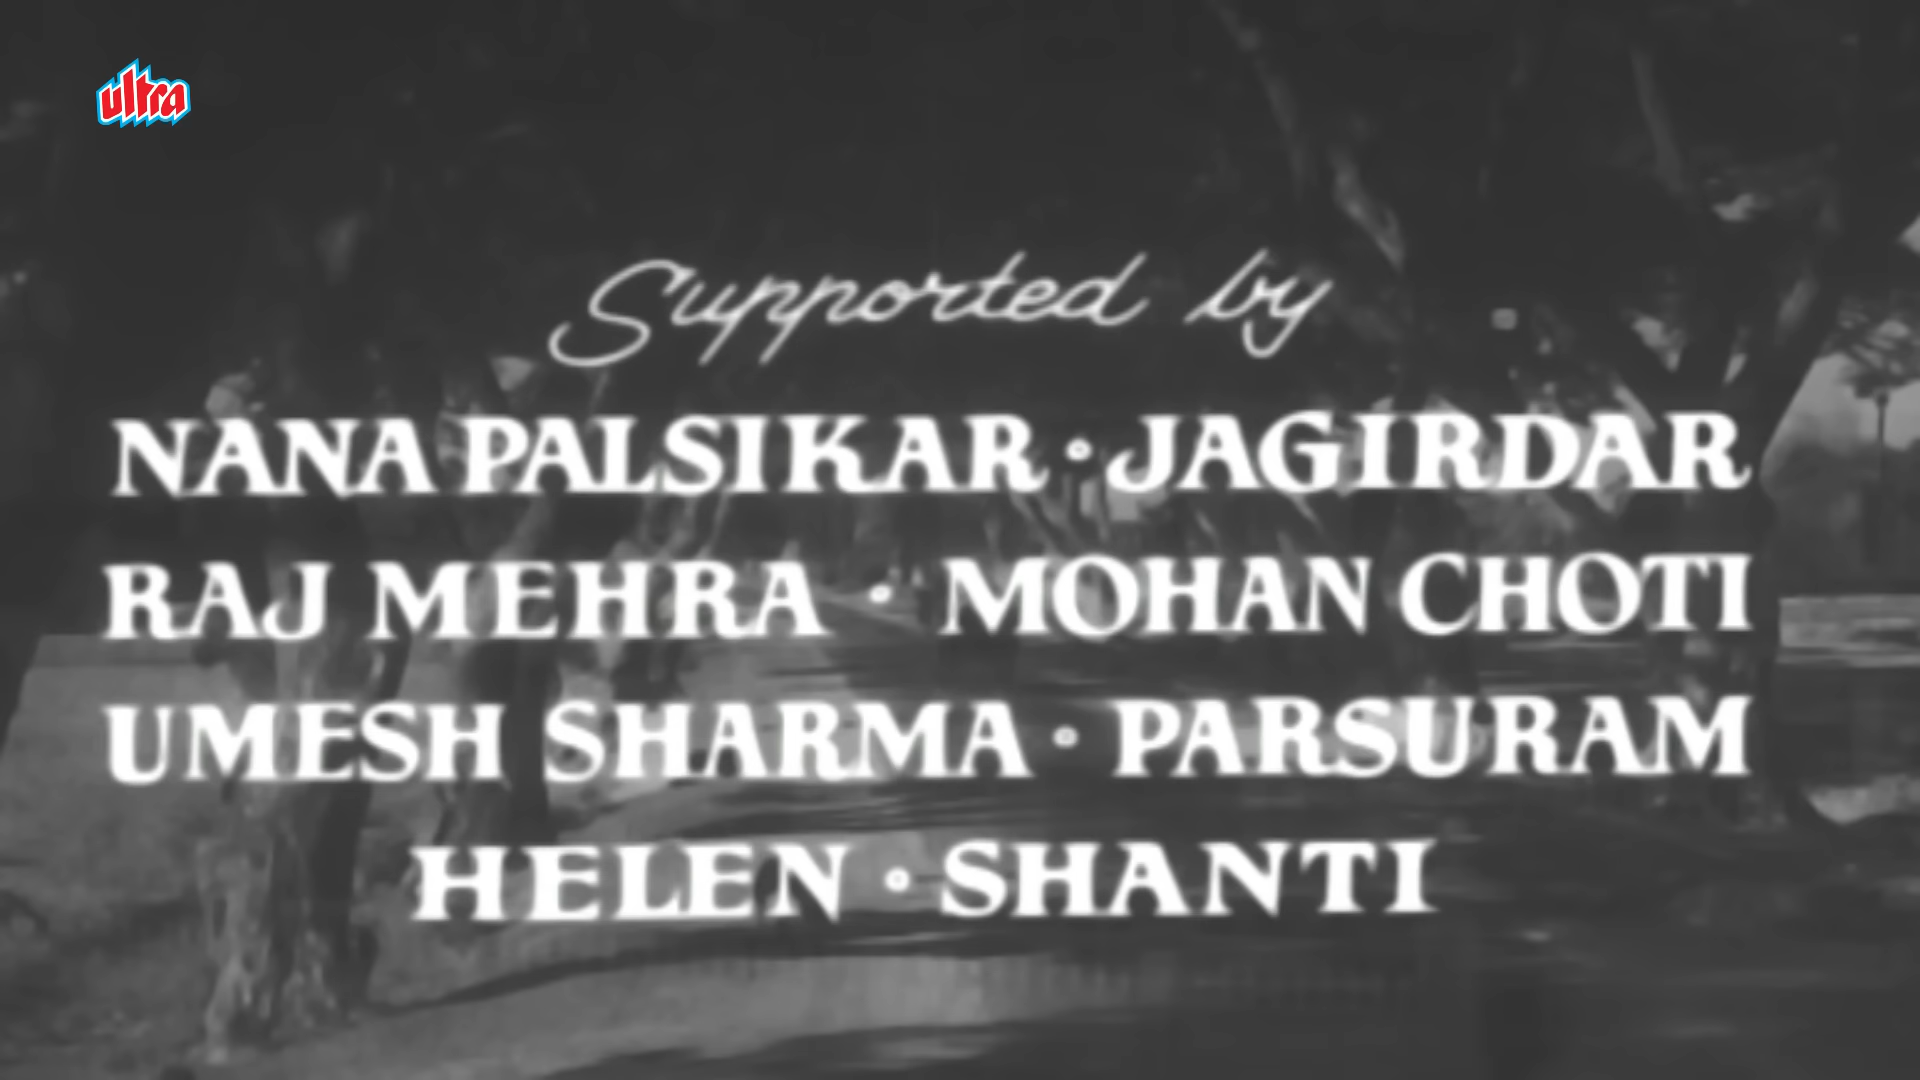 ultra
Supported by
NANA PALSIKAR • JAGIRDAR
RAJ MEHRA • MOHAN CHOTI
UMESH SHARMA • PARSURAM
HELEN • SHANTI